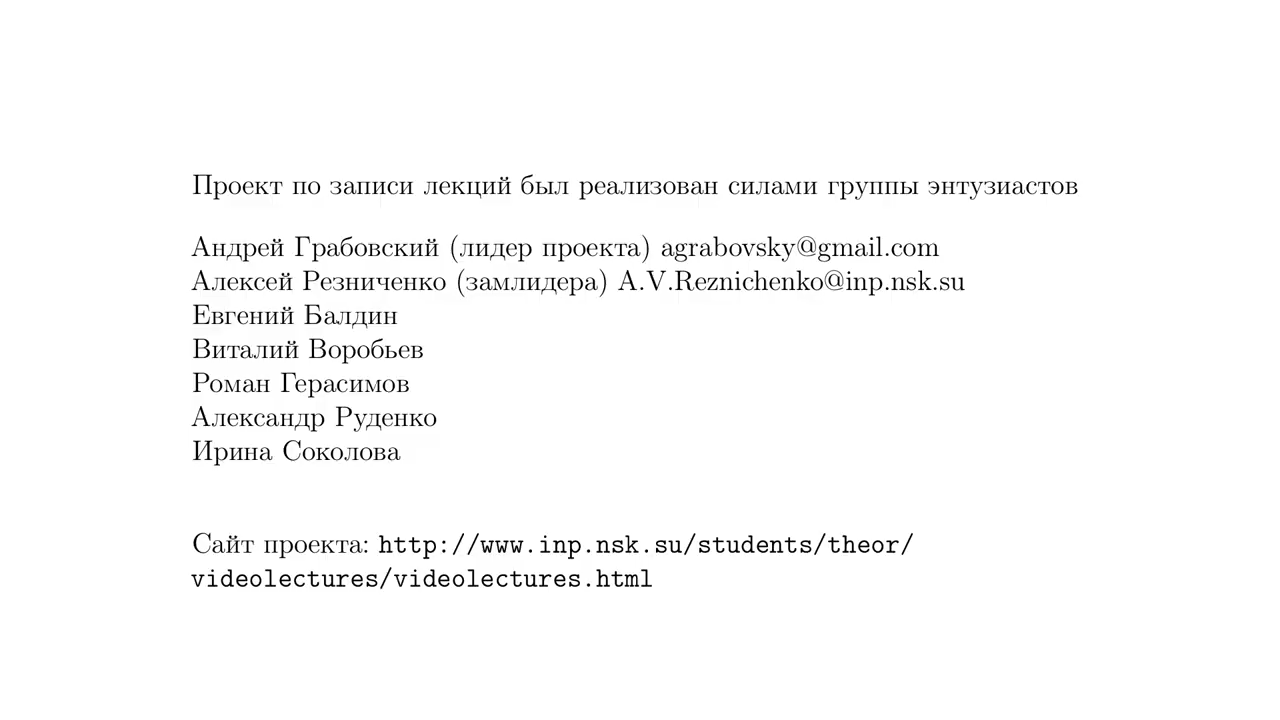 Проект по записи лекций был реализован силами группы энтузиастов
Андрей Грабовский (лидер проекта) agrabovsky@gmail.com
Алексей Резниченко (замлидера) A.V.Reznichenko@inp.nsk.su
Евгений Балдин
Виталий Воробьев
Роман Герасимов
Александр Руденко
Ирина Соколова
Сайт проекта: http://www.inp.nsk.su/students/theor/
videolectures/videolectures.html